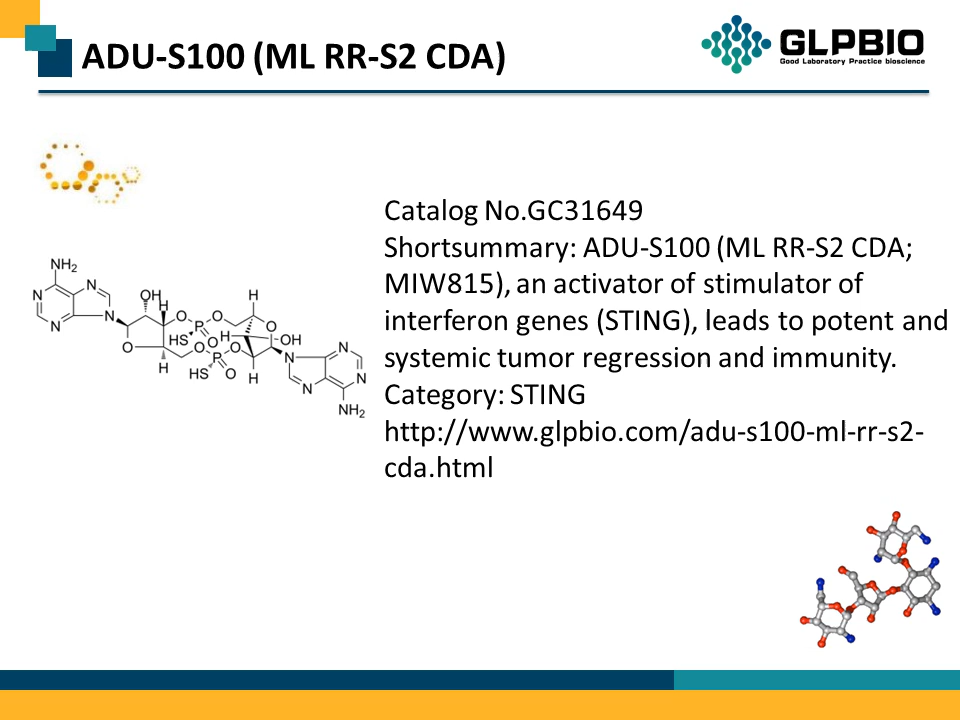 ADU-S100 (ML RR-S2 CDA)
GLPBIO
Good Laboratory Practice bioscience
Catalog No.GC31649
Shortsummary: ADU-S100 (ML RR-S2 CDA;
MIW815), an activator of stimulator of
interferon genes (STING), leads to potent and
systemic tumor regression and immunity.
Category: STING
http://www.glpbio.com/adu-s100-ml-rr-s2-
cda.html
NH2
N
N
N
N
OH
H
O
H
O
P
O
HS
O
O
H
O
H
OH
O
P
O
HS
O
H
N
N
N
N
NH2